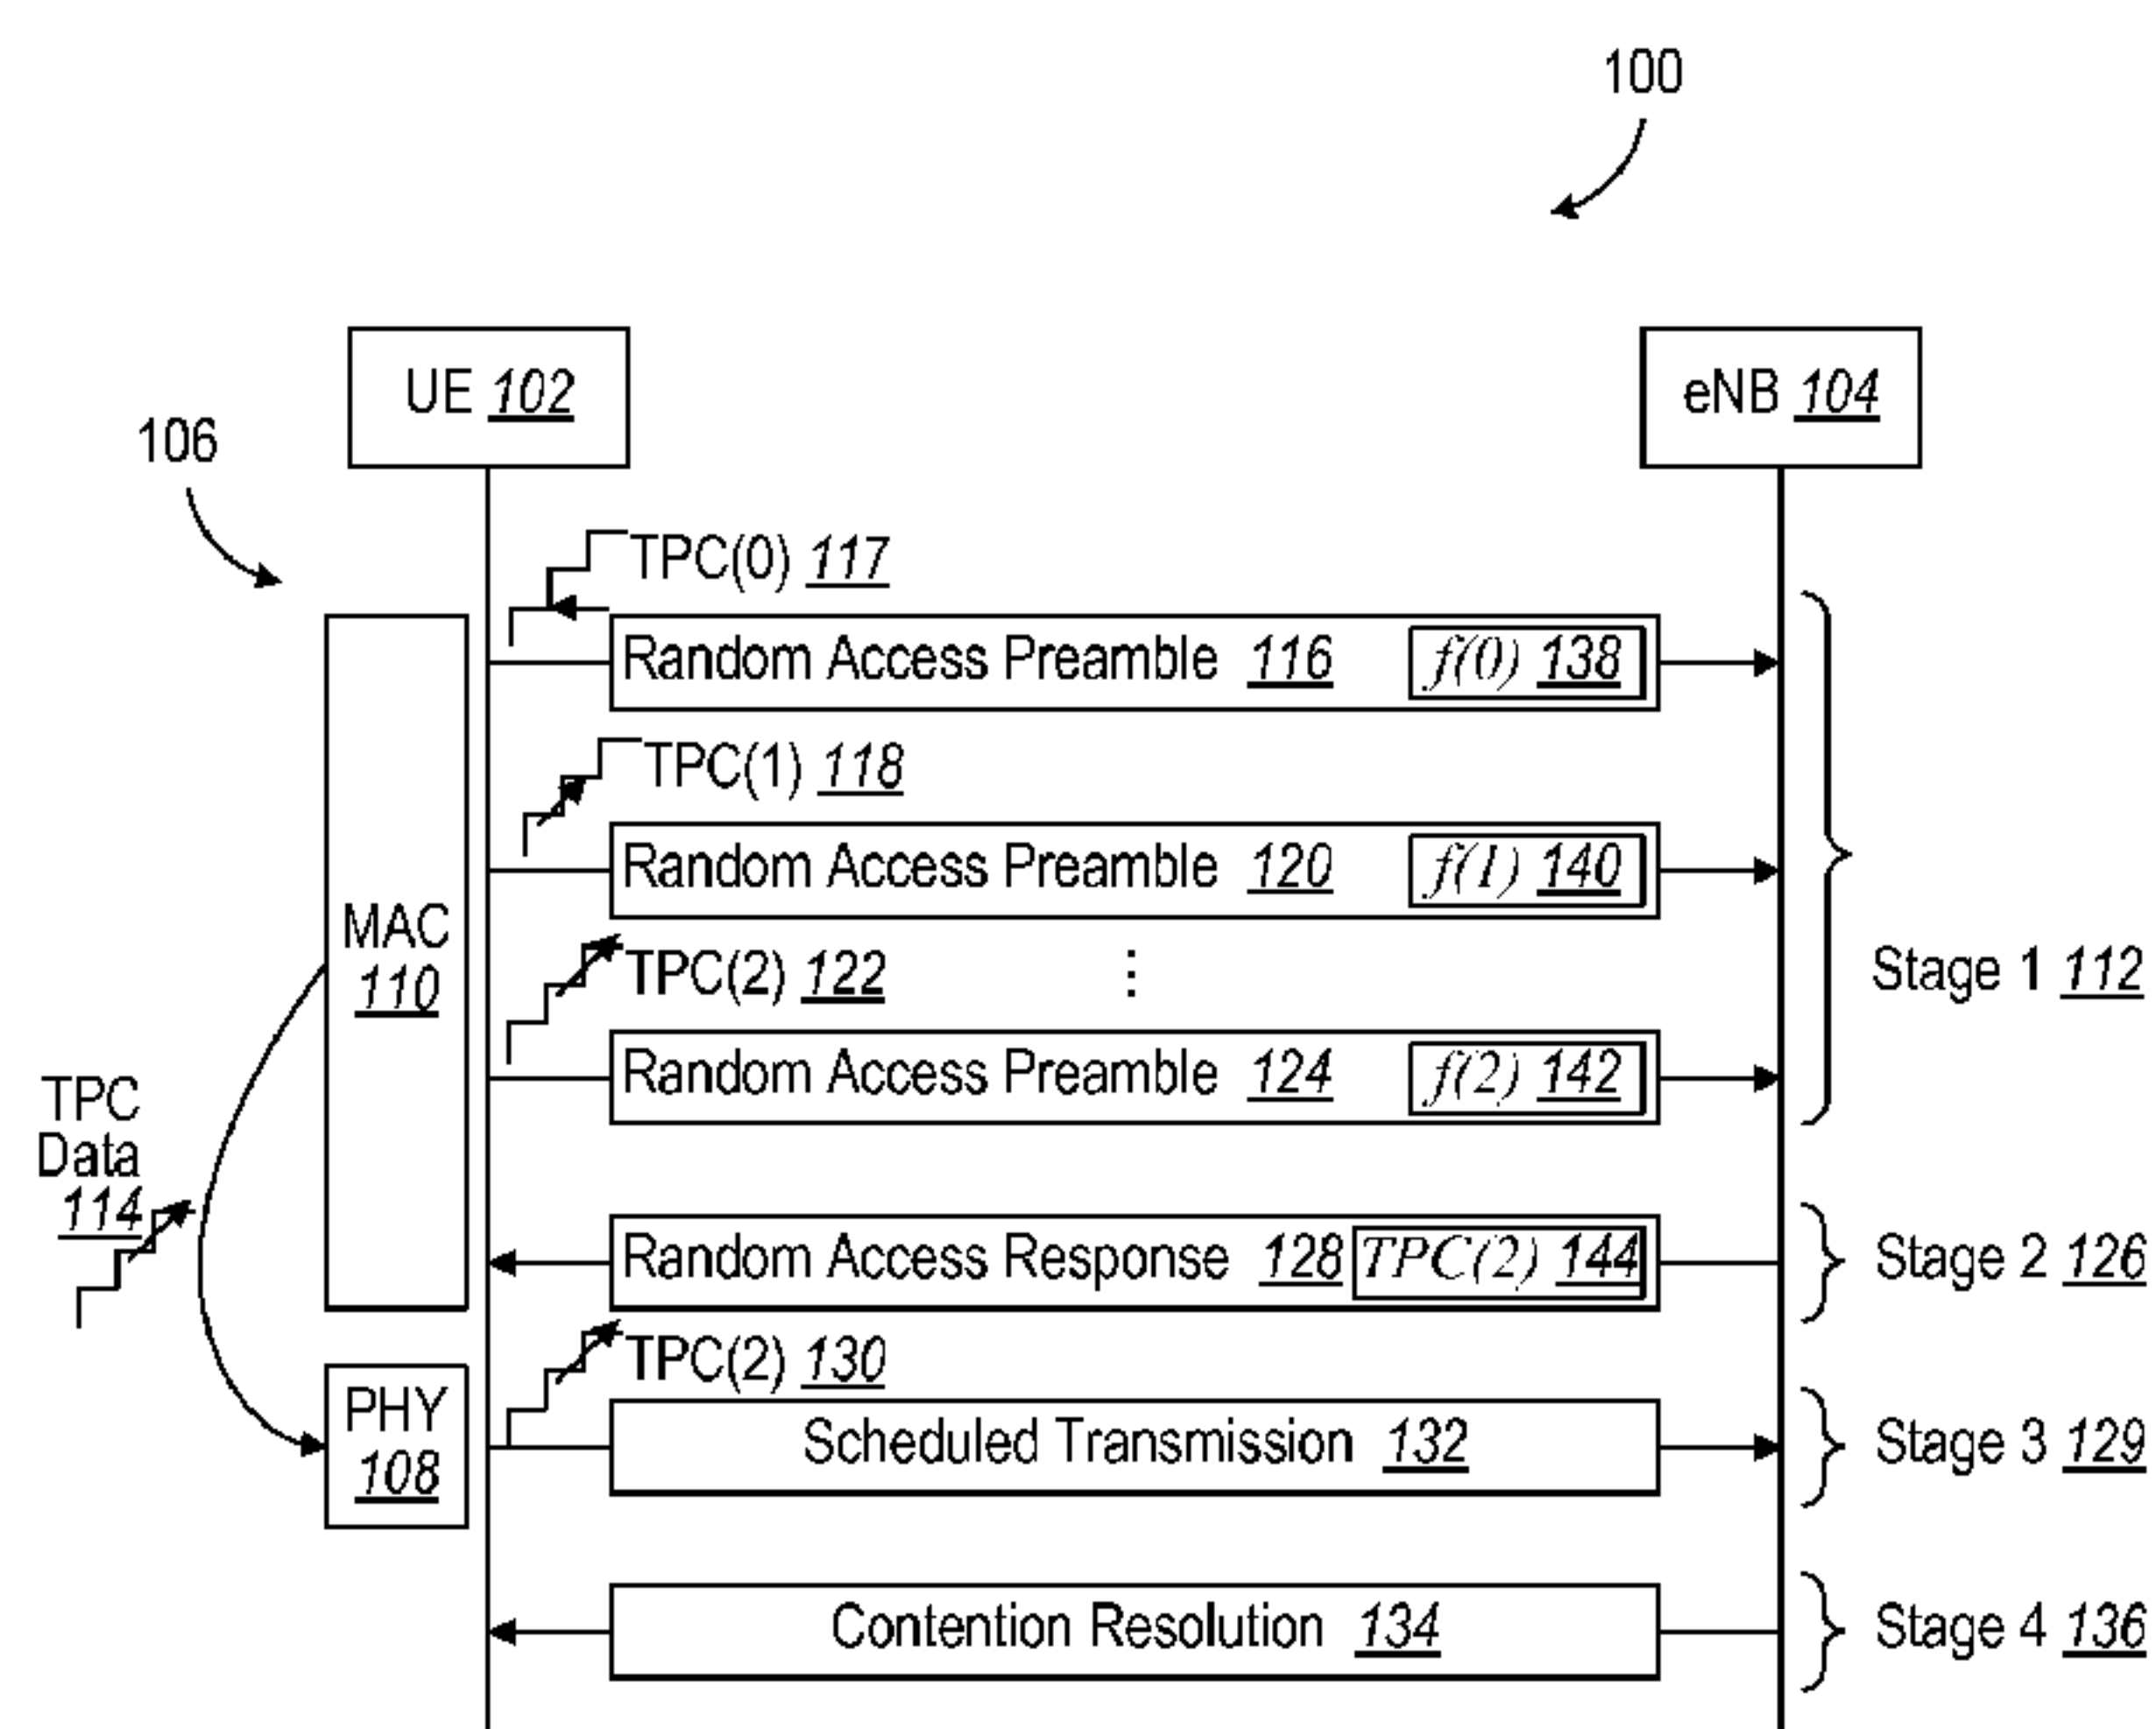 100
UE 102
eNB 104
106
TPC(0) 117
Random Access Preamble 116 f(0) 138
TPC(1) 118
Random Access Preamble 120 f(1) 140
MAC
110
TPC(2) 122 ⋮
Stage 1 112
Random Access Preamble 124 f(2) 142
TPC
Data
114
Random Access Response 128 TPC(2) 144
Stage 2 126
TPC(2) 130
PHY
108
Scheduled Transmission 132
Stage 3 129
Contention Resolution 134
Stage 4 136